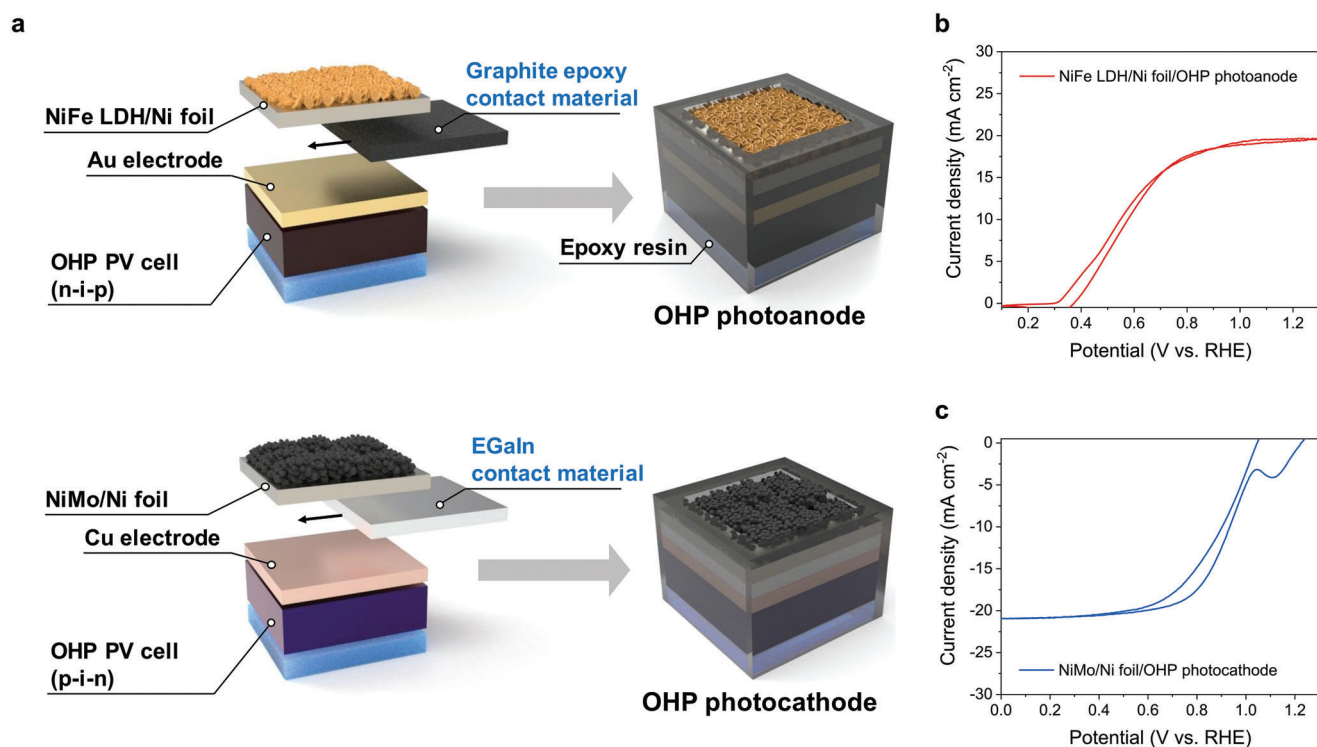 a
Graphite epoxy
contact material
NiFe LDH/Ni foil
Au electrode
OHP PV cell
(n-i-p)
Epoxy resin
OHP photoanode
EGaIn
contact material
NiMo/Ni foil
Cu electrode
OHP PV cell
(p-i-n)
OHP photocathode
b
NiFe LDH/Ni foil/OHP photoanode
Current density (mA cm⁻²)
30
25
20
15
10
5
0
0.2 0.4 0.6 0.8 1.0 1.2
Potential (V vs. RHE)
c
NiMo/Ni foil/OHP photocathode
Current density (mA cm⁻²)
0
-5
-10
-15
-20
-25
-30
0.0 0.2 0.4 0.6 0.8 1.0 1.2
Potential (V vs. RHE)